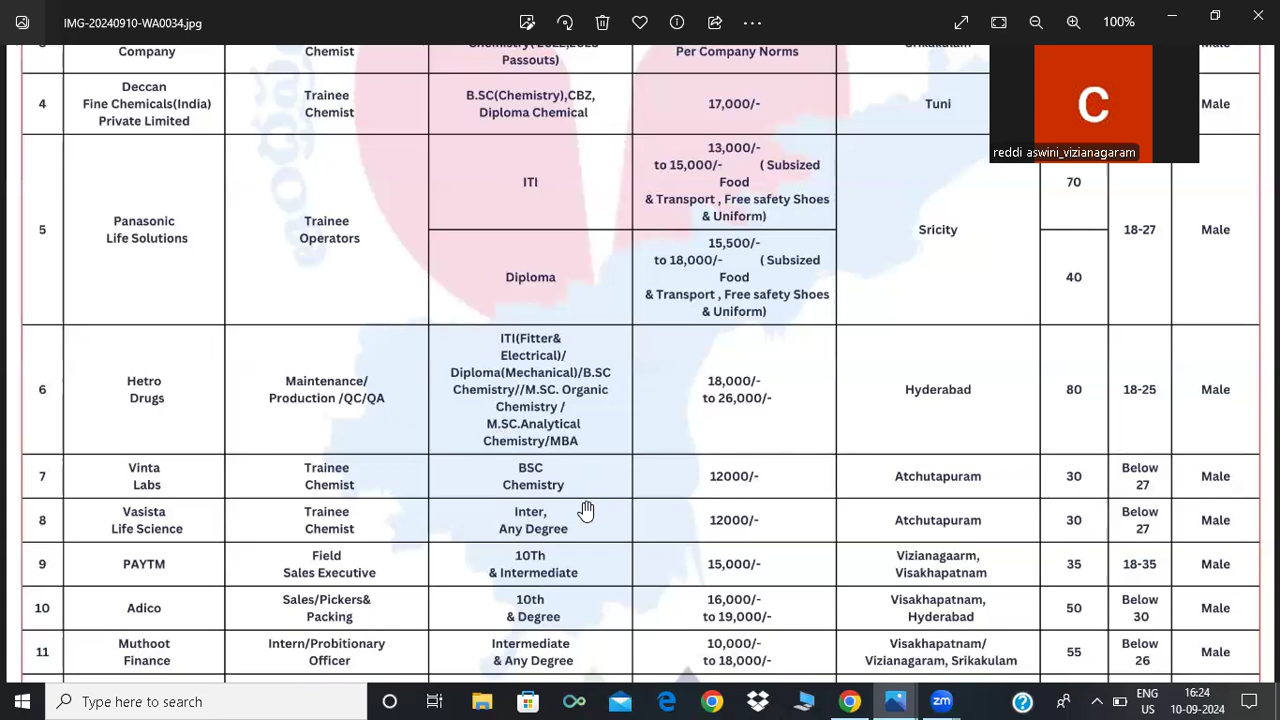 IMG-20240910-WA0034.jpg
100%
Company
Chemist
Passouts)
Per Company Norms
Srikakulam
Male
4
Deccan
Fine Chemicals(India)
Private Limited
Trainee
Chemist
B.SC(Chemistry),CBZ,
Diploma Chemical
17,000/-
Tuni
Male
C
reddi aswini_vizianagaram
5
Panasonic
Life Solutions
Trainee
Operators
ITI
13,000/-
to 15,000/- ( Subsized
Food
& Transport , Free safety Shoes
& Uniform)
Diploma
15,500/-
to 18,000/- ( Subsized
Food
& Transport , Free safety Shoes
& Uniform)
Sricity
70
40
18-27
Male
6
Hetro
Drugs
Maintenance/
Production /QC/QA
ITI(Fitter&
Electrical)/
Diploma(Mechanical)/B.SC
Chemistry//M.SC. Organic
Chemistry /
M.SC.Analytical
Chemistry/MBA
18,000/-
to 26,000/-
Hyderabad
80
18-25
Male
7
Vinta
Labs
Trainee
Chemist
BSC
Chemistry
12000/-
Atchutapuram
30
Below
27
Male
8
Vasista
Life Science
Trainee
Chemist
Inter,
Any Degree
12000/-
Atchutapuram
30
Below
27
Male
9
PAYTM
Field
Sales Executive
10Th
& Intermediate
15,000/-
Vizianagaarm,
Visakhapatnam
35
18-35
Male
10
Adico
Sales/Pickers&
Packing
10th
& Degree
16,000/-
to 19,000/-
Visakhapatnam,
Hyderabad
50
Below
30
Male
11
Muthoot
Finance
Intern/Probitionary
Officer
Intermediate
& Any Degree
10,000/-
to 18,000/-
Visakhapatnam/
Vizianagaram, Srikakulam
55
Below
26
Male
Type here to search
zm
ENG
US
16:24
10-09-2024